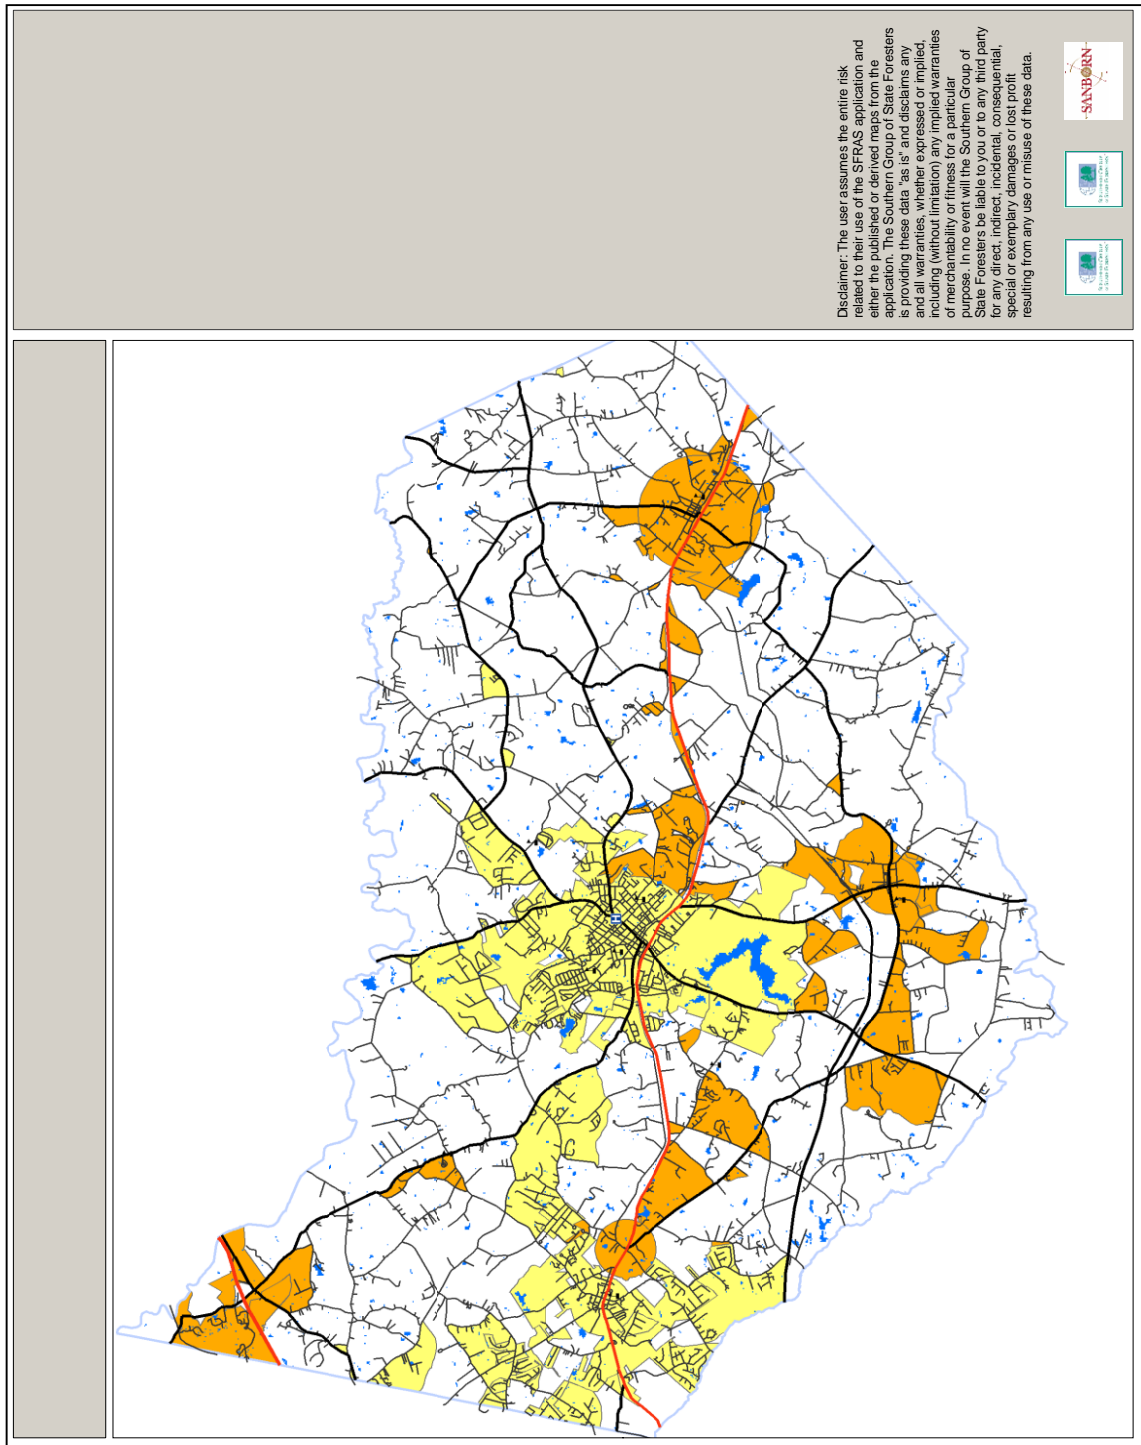 Disclaimer: The user assumes the entire risk
related to their use of the SFRAS application and
either the published or derived maps from the
application. The Southern Group of State Foresters
is providing these data "as is" and disclaims any
and all warranties, whether expressed or implied,
including (without limitation) any implied warranties
of merchantability or fitness for a particular
purpose. In no event will the Southern Group of
State Foresters be liable to you or to any third party
for any direct, indirect, incidental, consequential,
special or exemplary damages or lost profit
resulting from any use or misuse of these data.
SANBORN
H